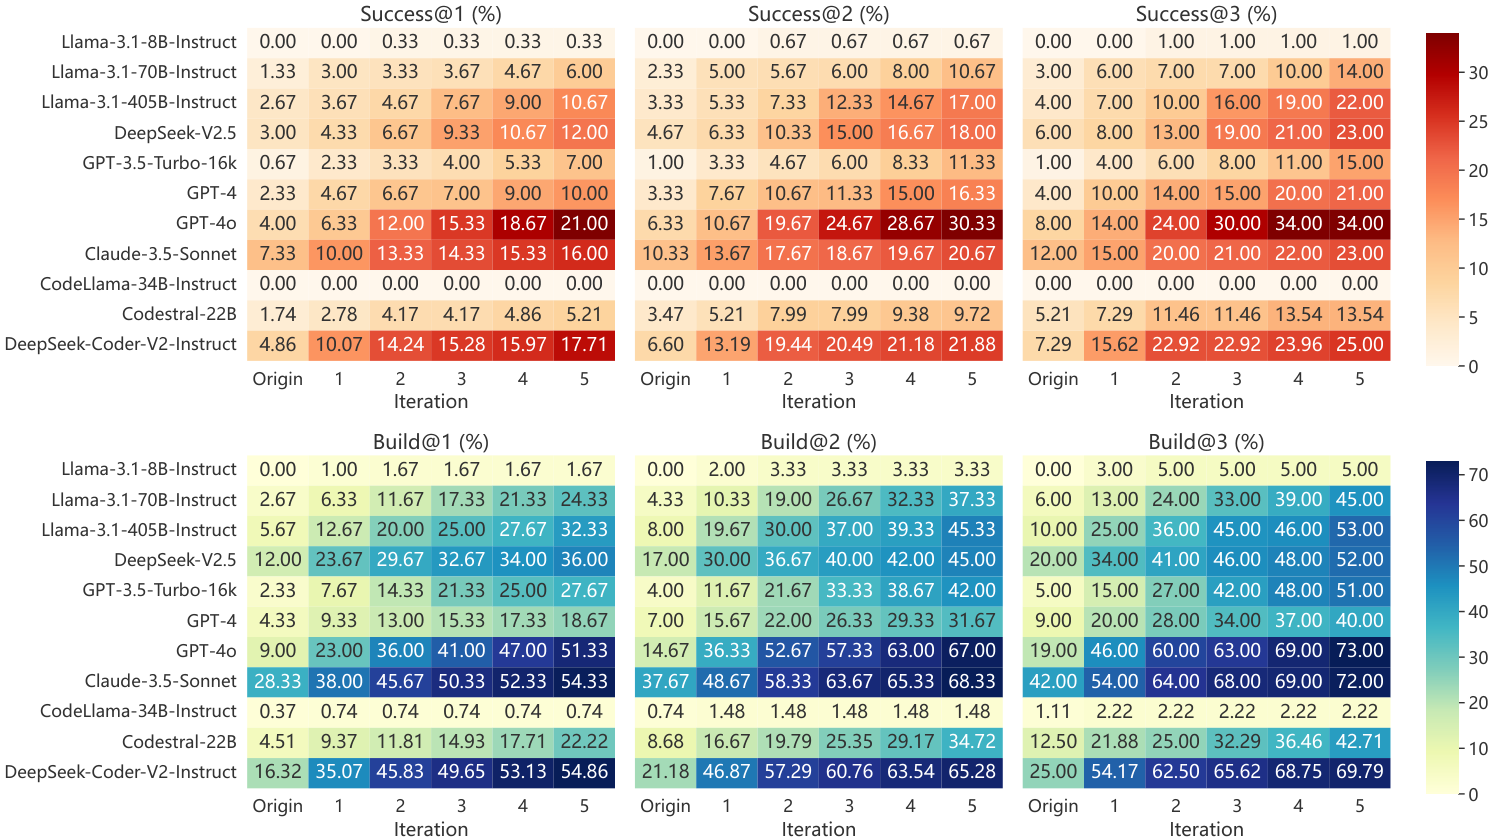 Success@1 (%) Success@2 (%) Success@3 (%)
Llama-3.1-8B-Instruct 0.00 0.00 0.33 0.33 0.33 0.33 0.00 0.00 0.67 0.67 0.67 0.67 0.00 0.00 1.00 1.00 1.00 1.00
Llama-3.1-70B-Instruct 1.33 3.00 3.33 3.67 4.67 6.00 2.33 5.00 5.67 6.00 8.00 10.67 3.00 6.00 7.00 7.00 10.00 14.00 30
Llama-3.1-405B-Instruct 2.67 3.67 4.67 7.67 9.00 10.67 3.33 5.33 7.33 12.33 14.67 17.00 4.00 7.00 10.00 16.00 19.00 22.00 25
DeepSeek-V2.5 3.00 4.33 6.67 9.33 10.67 12.00 4.67 6.33 10.33 15.00 16.67 18.00 6.00 8.00 13.00 19.00 21.00 23.00
GPT-3.5-Turbo-16k 0.67 2.33 3.33 4.00 5.33 7.00 1.00 3.33 4.67 6.00 8.33 11.33 1.00 4.00 6.00 8.00 11.00 15.00 20
GPT-4 2.33 4.67 6.67 7.00 9.00 10.00 3.33 7.67 10.67 11.33 15.00 16.33 4.00 10.00 14.00 15.00 20.00 21.00
GPT-4o 4.00 6.33 12.00 15.33 18.67 21.00 6.33 10.67 19.67 24.67 28.67 30.33 8.00 14.00 24.00 30.00 34.00 34.00 15
Claude-3.5-Sonnet 7.33 10.00 13.33 14.33 15.33 16.00 10.33 13.67 17.67 18.67 19.67 20.67 12.00 15.00 20.00 21.00 22.00 23.00 10
CodeLlama-34B-Instruct 0.00 0.00 0.00 0.00 0.00 0.00 0.00 0.00 0.00 0.00 0.00 0.00 0.00 0.00 0.00 0.00 0.00 0.00
Codestral-22B 1.74 2.78 4.17 4.17 4.86 5.21 3.47 5.21 7.99 7.99 9.38 9.72 5.21 7.29 11.46 11.46 13.54 13.54 5
DeepSeek-Coder-V2-Instruct 4.86 10.07 14.24 15.28 15.97 17.71 6.60 13.19 19.44 20.49 21.18 21.88 7.29 15.62 22.92 22.92 23.96 25.00 0
Origin 1 2 3 4 5 Origin 1 2 3 4 5 Origin 1 2 3 4 5
Iteration Iteration Iteration
Build@1 (%) Build@2 (%) Build@3 (%)
Llama-3.1-8B-Instruct 0.00 1.00 1.67 1.67 1.67 1.67 0.00 2.00 3.33 3.33 3.33 3.33 0.00 3.00 5.00 5.00 5.00 5.00 70
Llama-3.1-70B-Instruct 2.67 6.33 11.67 17.33 21.33 24.33 4.33 10.33 19.00 26.67 32.33 37.33 6.00 13.00 24.00 33.00 39.00 45.00 60
Llama-3.1-405B-Instruct 5.67 12.67 20.00 25.00 27.67 32.33 8.00 19.67 30.00 37.00 39.33 45.33 10.00 25.00 36.00 45.00 46.00 53.00
DeepSeek-V2.5 12.00 23.67 29.67 32.67 34.00 36.00 17.00 30.00 36.67 40.00 42.00 45.00 20.00 34.00 41.00 46.00 48.00 52.00 50
GPT-3.5-Turbo-16k 2.33 7.67 14.33 21.33 25.00 27.67 4.00 11.67 21.67 33.33 38.67 42.00 5.00 15.00 27.00 42.00 48.00 51.00
GPT-4 4.33 9.33 13.00 15.33 17.33 18.67 7.00 15.67 22.00 26.33 29.33 31.67 9.00 20.00 28.00 34.00 37.00 40.00 40
GPT-4o 9.00 23.00 36.00 41.00 47.00 51.33 14.67 36.33 52.67 57.33 63.00 67.00 19.00 46.00 60.00 63.00 69.00 73.00 30
Claude-3.5-Sonnet 28.33 38.00 45.67 50.33 52.33 54.33 37.67 48.67 58.33 63.67 65.33 68.33 42.00 54.00 64.00 68.00 69.00 72.00
CodeLlama-34B-Instruct 0.37 0.74 0.74 0.74 0.74 0.74 0.74 1.48 1.48 1.48 1.48 1.48 1.11 2.22 2.22 2.22 2.22 2.22 20
Codestral-22B 4.51 9.37 11.81 14.93 17.71 22.22 8.68 16.67 19.79 25.35 29.17 34.72 12.50 21.88 25.00 32.29 36.46 42.71 10
DeepSeek-Coder-V2-Instruct 16.32 35.07 45.83 49.65 53.13 54.86 21.18 46.87 57.29 60.76 63.54 65.28 25.00 54.17 62.50 65.62 68.75 69.79 0
Origin 1 2 3 4 5 Origin 1 2 3 4 5 Origin 1 2 3 4 5
Iteration Iteration Iteration